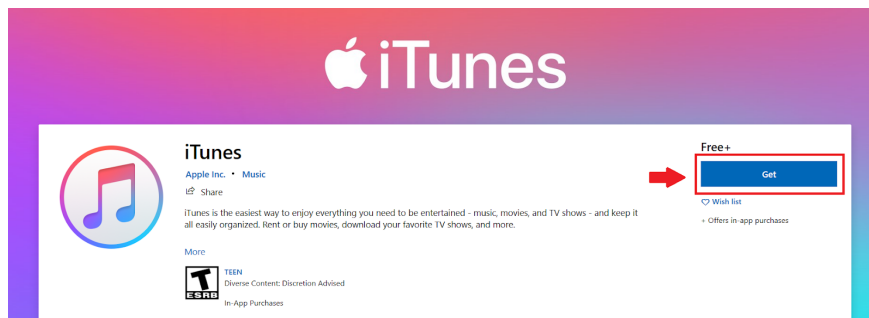 iTunes
iTunes
Apple Inc. • Music
Share
iTunes is the easiest way to enjoy everything you need to be entertained - music, movies, and TV shows - and keep it
all easily organized. Rent or buy movies, download your favorite TV shows, and more.
More
T
ESRB
TEEN
Diverse Content: Discretion Advised
In-App Purchases
Free+
Get
Wish list
+ Offers in-app purchases